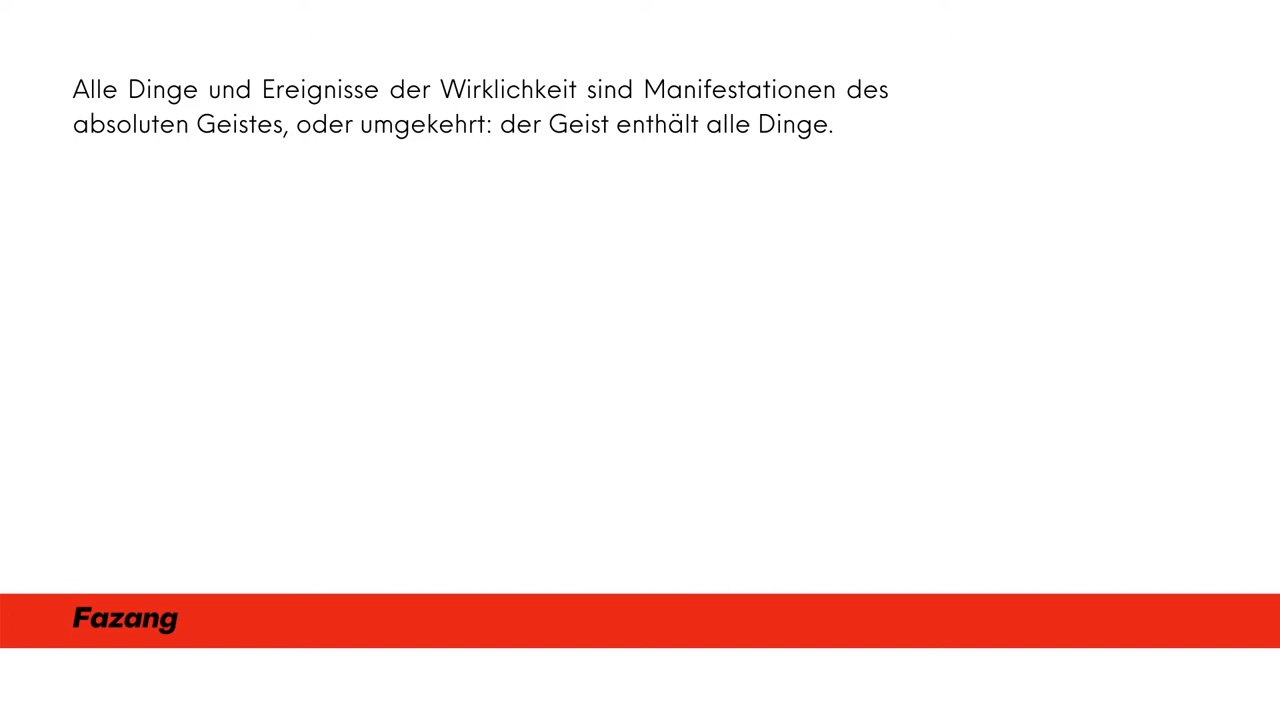 Alle Dinge und Ereignisse der Wirklichkeit sind Manifestationen des
absoluten Geistes, oder umgekehrt: der Geist enthält alle Dinge.
Fazang